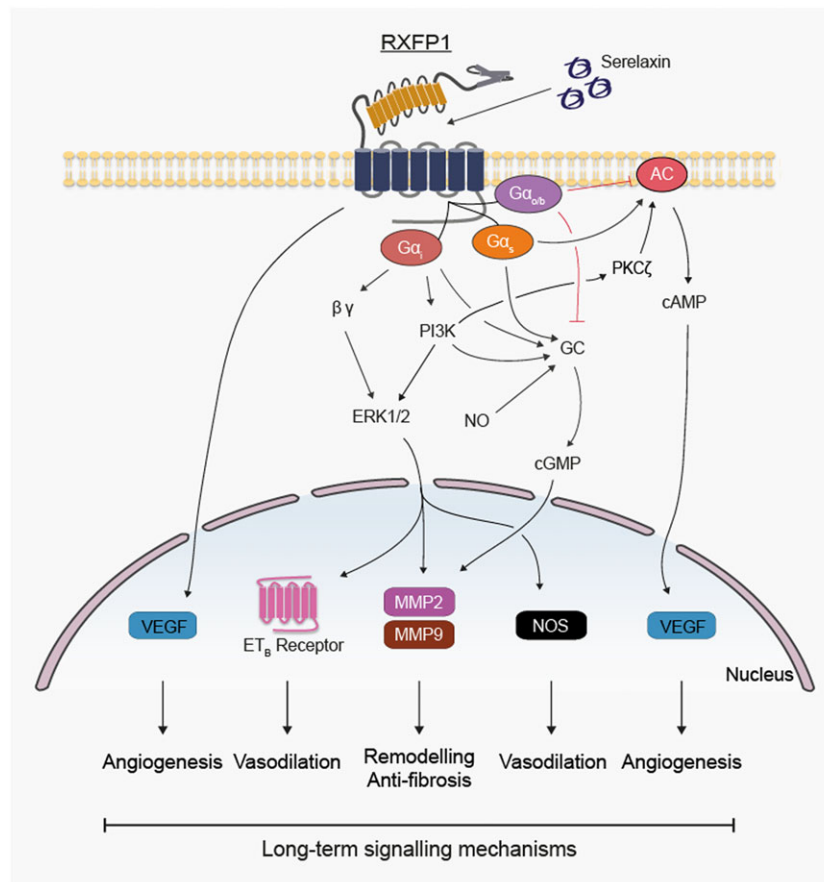 RXFP1
Serelaxin
AC
Gαo/b
Gαi
Gαs
PKCζ
β γ
PI3K
cAMP
GC
ERK1/2
NO
cGMP
VEGF
ETB Receptor
MMP2
MMP9
NOS
VEGF
Nucleus
Angiogenesis
Vasodilation
Remodelling
Anti-fibrosis
Vasodilation
Angiogenesis
Long-term signalling mechanisms